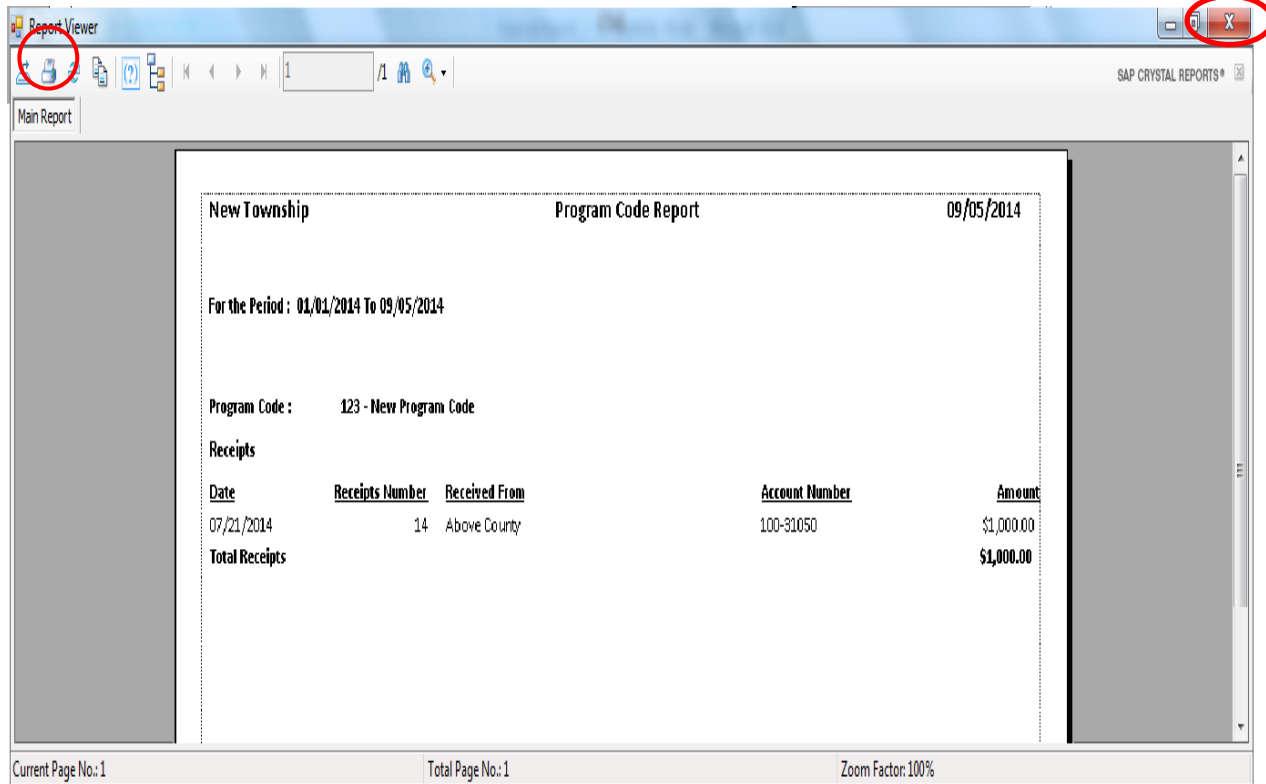 Report Viewer
X
(?) 1 /1 SAP CRYSTAL REPORTS®
Main Report
New Township Program Code Report 09/05/2014
For the Period : 01/01/2014 To 09/05/2014
Program Code : 123 - New Program Code
Receipts
Date Receipts Number Received From Account Number Amount
07/21/2014 14 Above County 100-31050 $1,000.00
Total Receipts $1,000.00
Current Page No.: 1 Total Page No.: 1 Zoom Factor: 100%